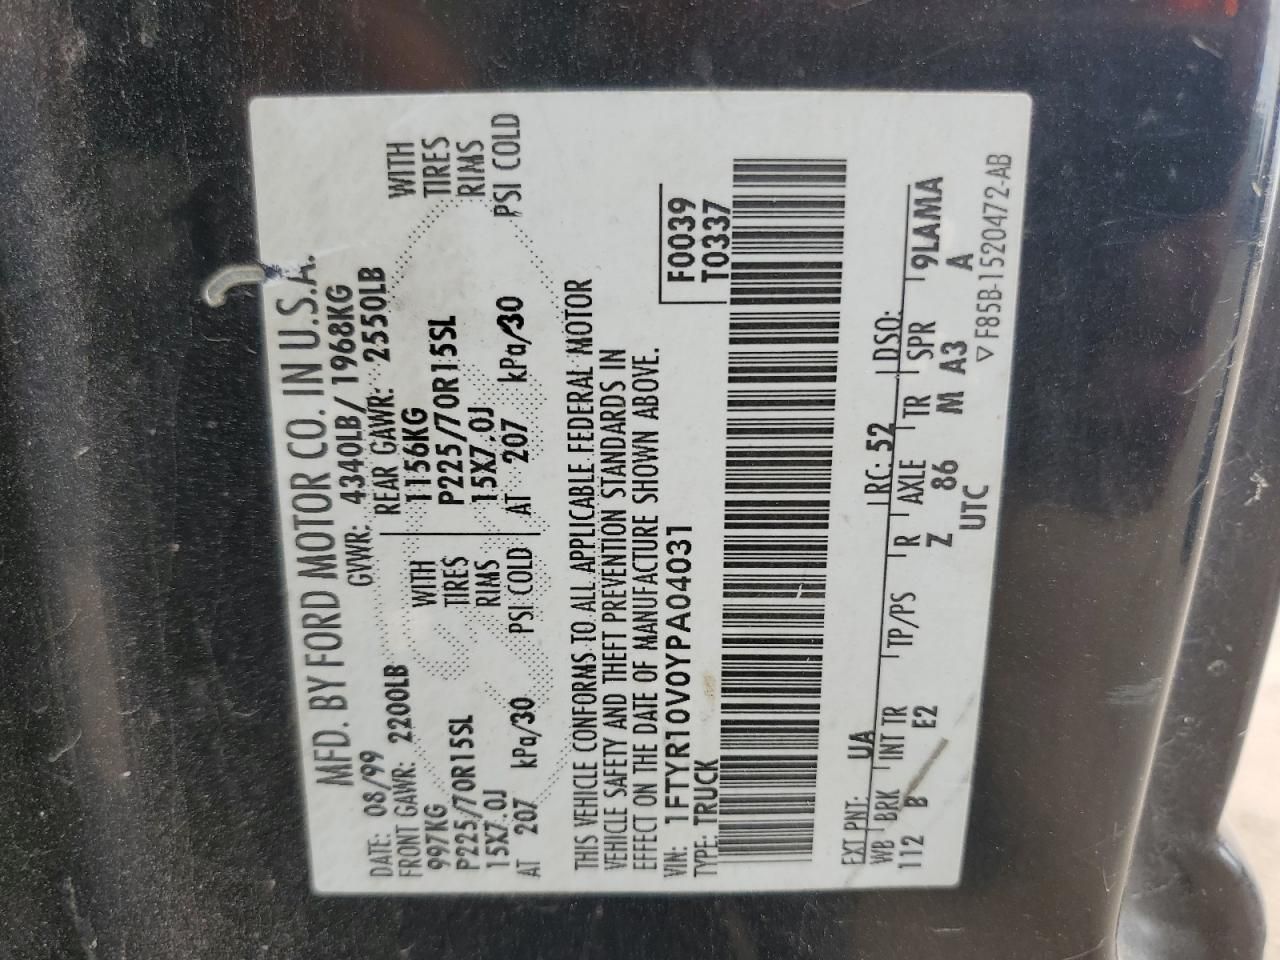 MFD. BY FORD MOTOR CO. IN U.S.A.
DATE: 08/99 GVWR: 4340LB/ 1968KG
FRONT GAWR: 2200LB REAR GAWR: 2550LB
997KG WITH 1156KG WITH
P225/70R15SL TIRES P225/70R15SL TIRES
15X7.0J RIMS 15X7.0J RIMS
AT 207 kPa/30 PSI COLD AT 207 kPa/30 PSI COLD
THIS VEHICLE CONFORMS TO ALL APPLICABLE FEDERAL MOTOR
VEHICLE SAFETY AND THEFT PREVENTION STANDARDS IN
EFFECT ON THE DATE OF MANUFACTURE SHOWN ABOVE.
VIN: 1FTYR10V0YPA04031 F0039
TYPE: TRUCK T0337
EXT PNT: UA RC: 52 DSO:
WB BRK INT TR TP/PS R AXLE TR SPR 9LAMA
112 B E2 Z 86 M A3 A
UTC
▽ F85B-1520472-AB